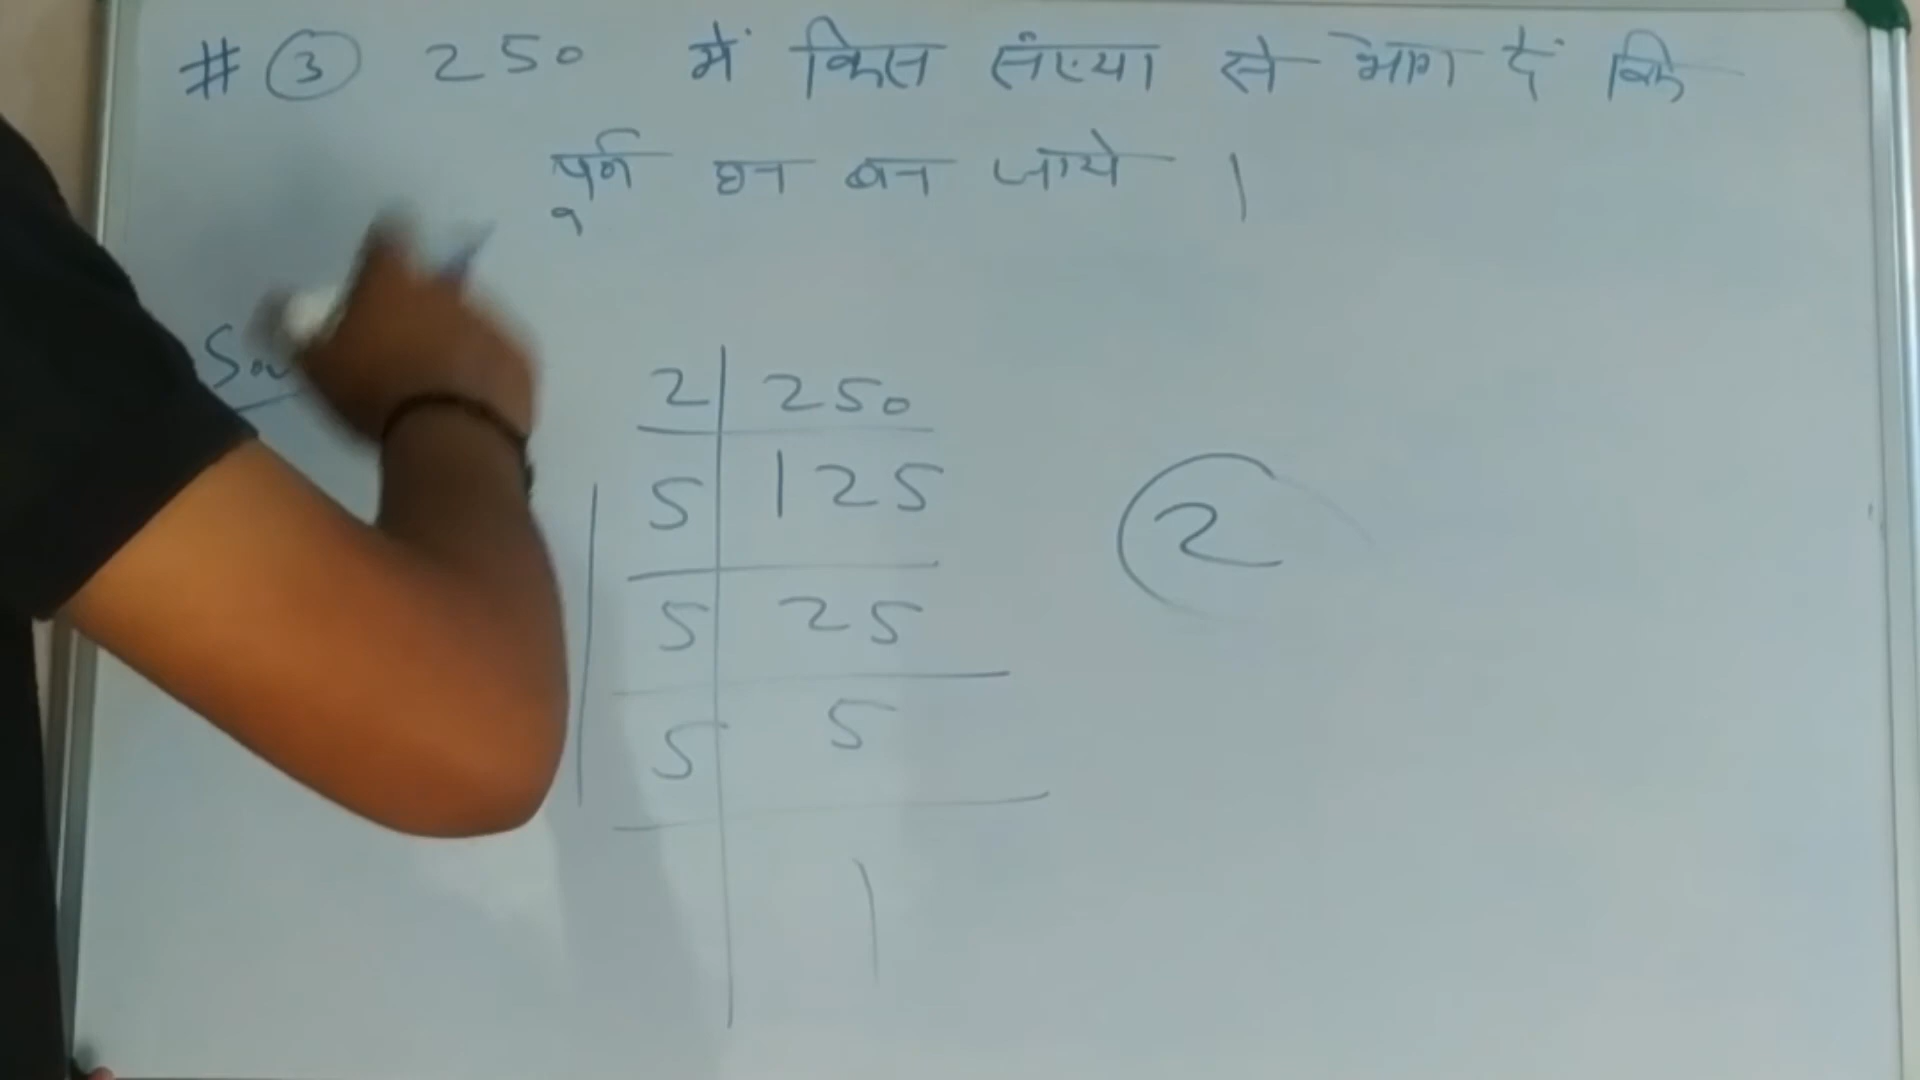 # ③ 250 में किस संख्या से भाग दें कि
पूर्ण घन बन जाये ।
2 | 250
5 | 125
5 | 25
5 | 5
1
2